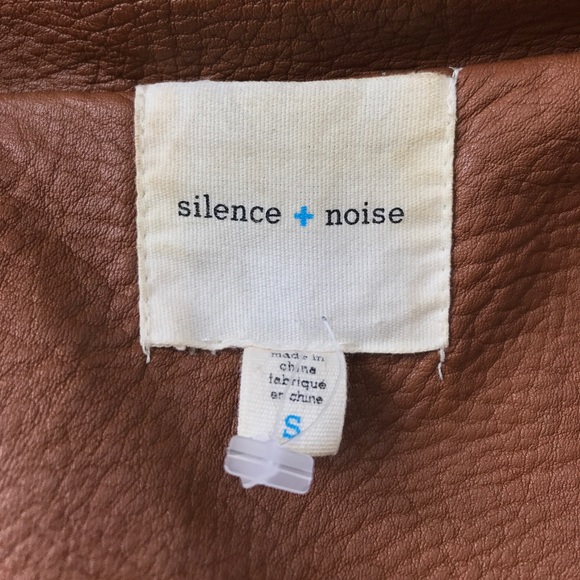 silence + noise
made in
china
fabriqué
en chine
S